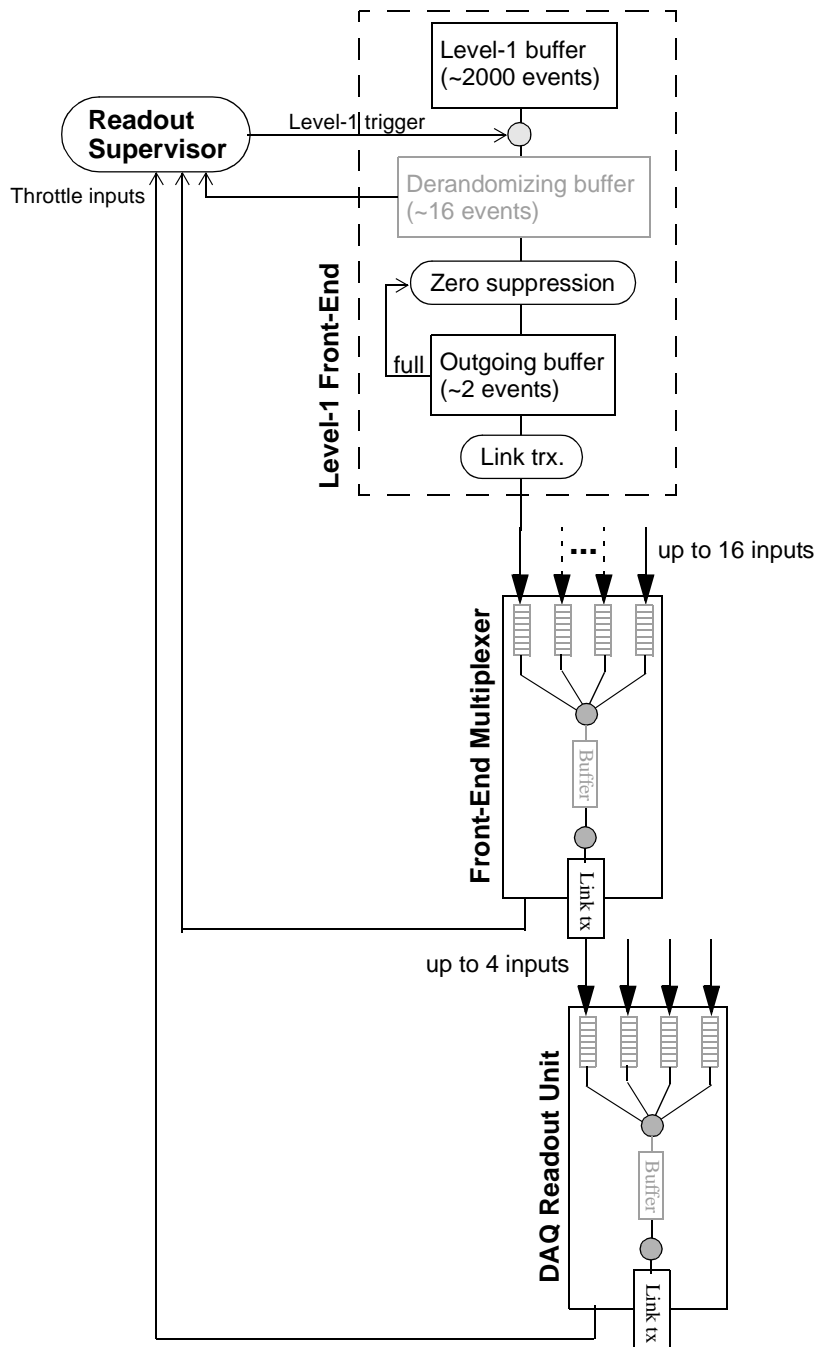 Level-1 buffer
(~2000 events)
Readout
Supervisor
Level-1 trigger
Throttle inputs
Derandomizing buffer
(~16 events)
Zero suppression
full
Outgoing buffer
(~2 events)
Link trx.
Level-1 Front-End
...
up to 16 inputs
Front-End Multiplexer
Buffer
Link tx
up to 4 inputs
DAQ Readout Unit
Buffer
Link tx